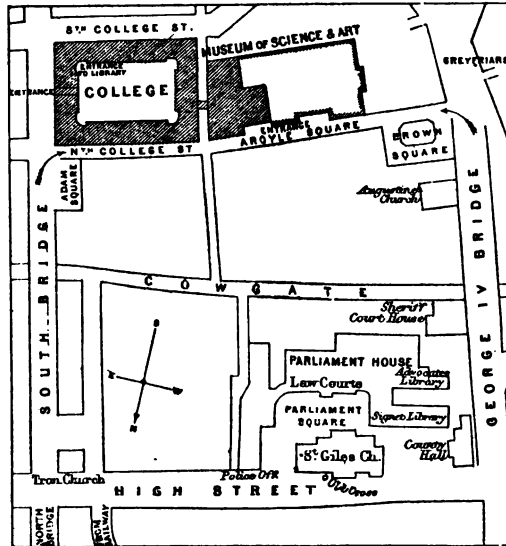 STH COLLEGE ST.
MUSEUM OF SCIENCE & ART
GREYFRIARS
ENTRANCE
TO LIBRARY
ENTRANCE
COLLEGE
ENTRANCE
ARGYLE SQUARE
BROWN
SQUARE
NTH COLLEGE ST
ADAM
SQUARE
Augustine
Church
SOUTH BRIDGE
GEORGE IV BRIDGE
COWGATE
Sheriff
Court House
S
E
W
N
PARLIAMENT HOUSE
Law Courts
Advocates
Library
PARLIAMENT
SQUARE
Signet Library
St Giles Ch.
County
Hall
Tron Church
Police Off.
Old Cross
HIGH STREET
NORTH
BRIDGE
RAILWAY